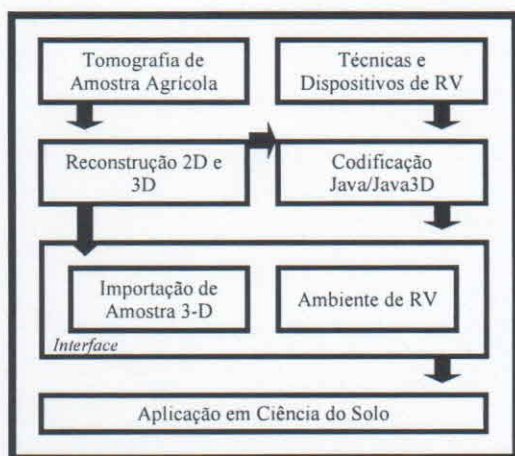 Tomografia de
Amostra Agrícola
Técnicas e
Dispositivos de RV
Reconstrução 2D e
3D
Codificação
Java/Java3D
Importação de
Amostra 3-D
Ambiente de RV
Interface
Aplicação em Ciência do Solo